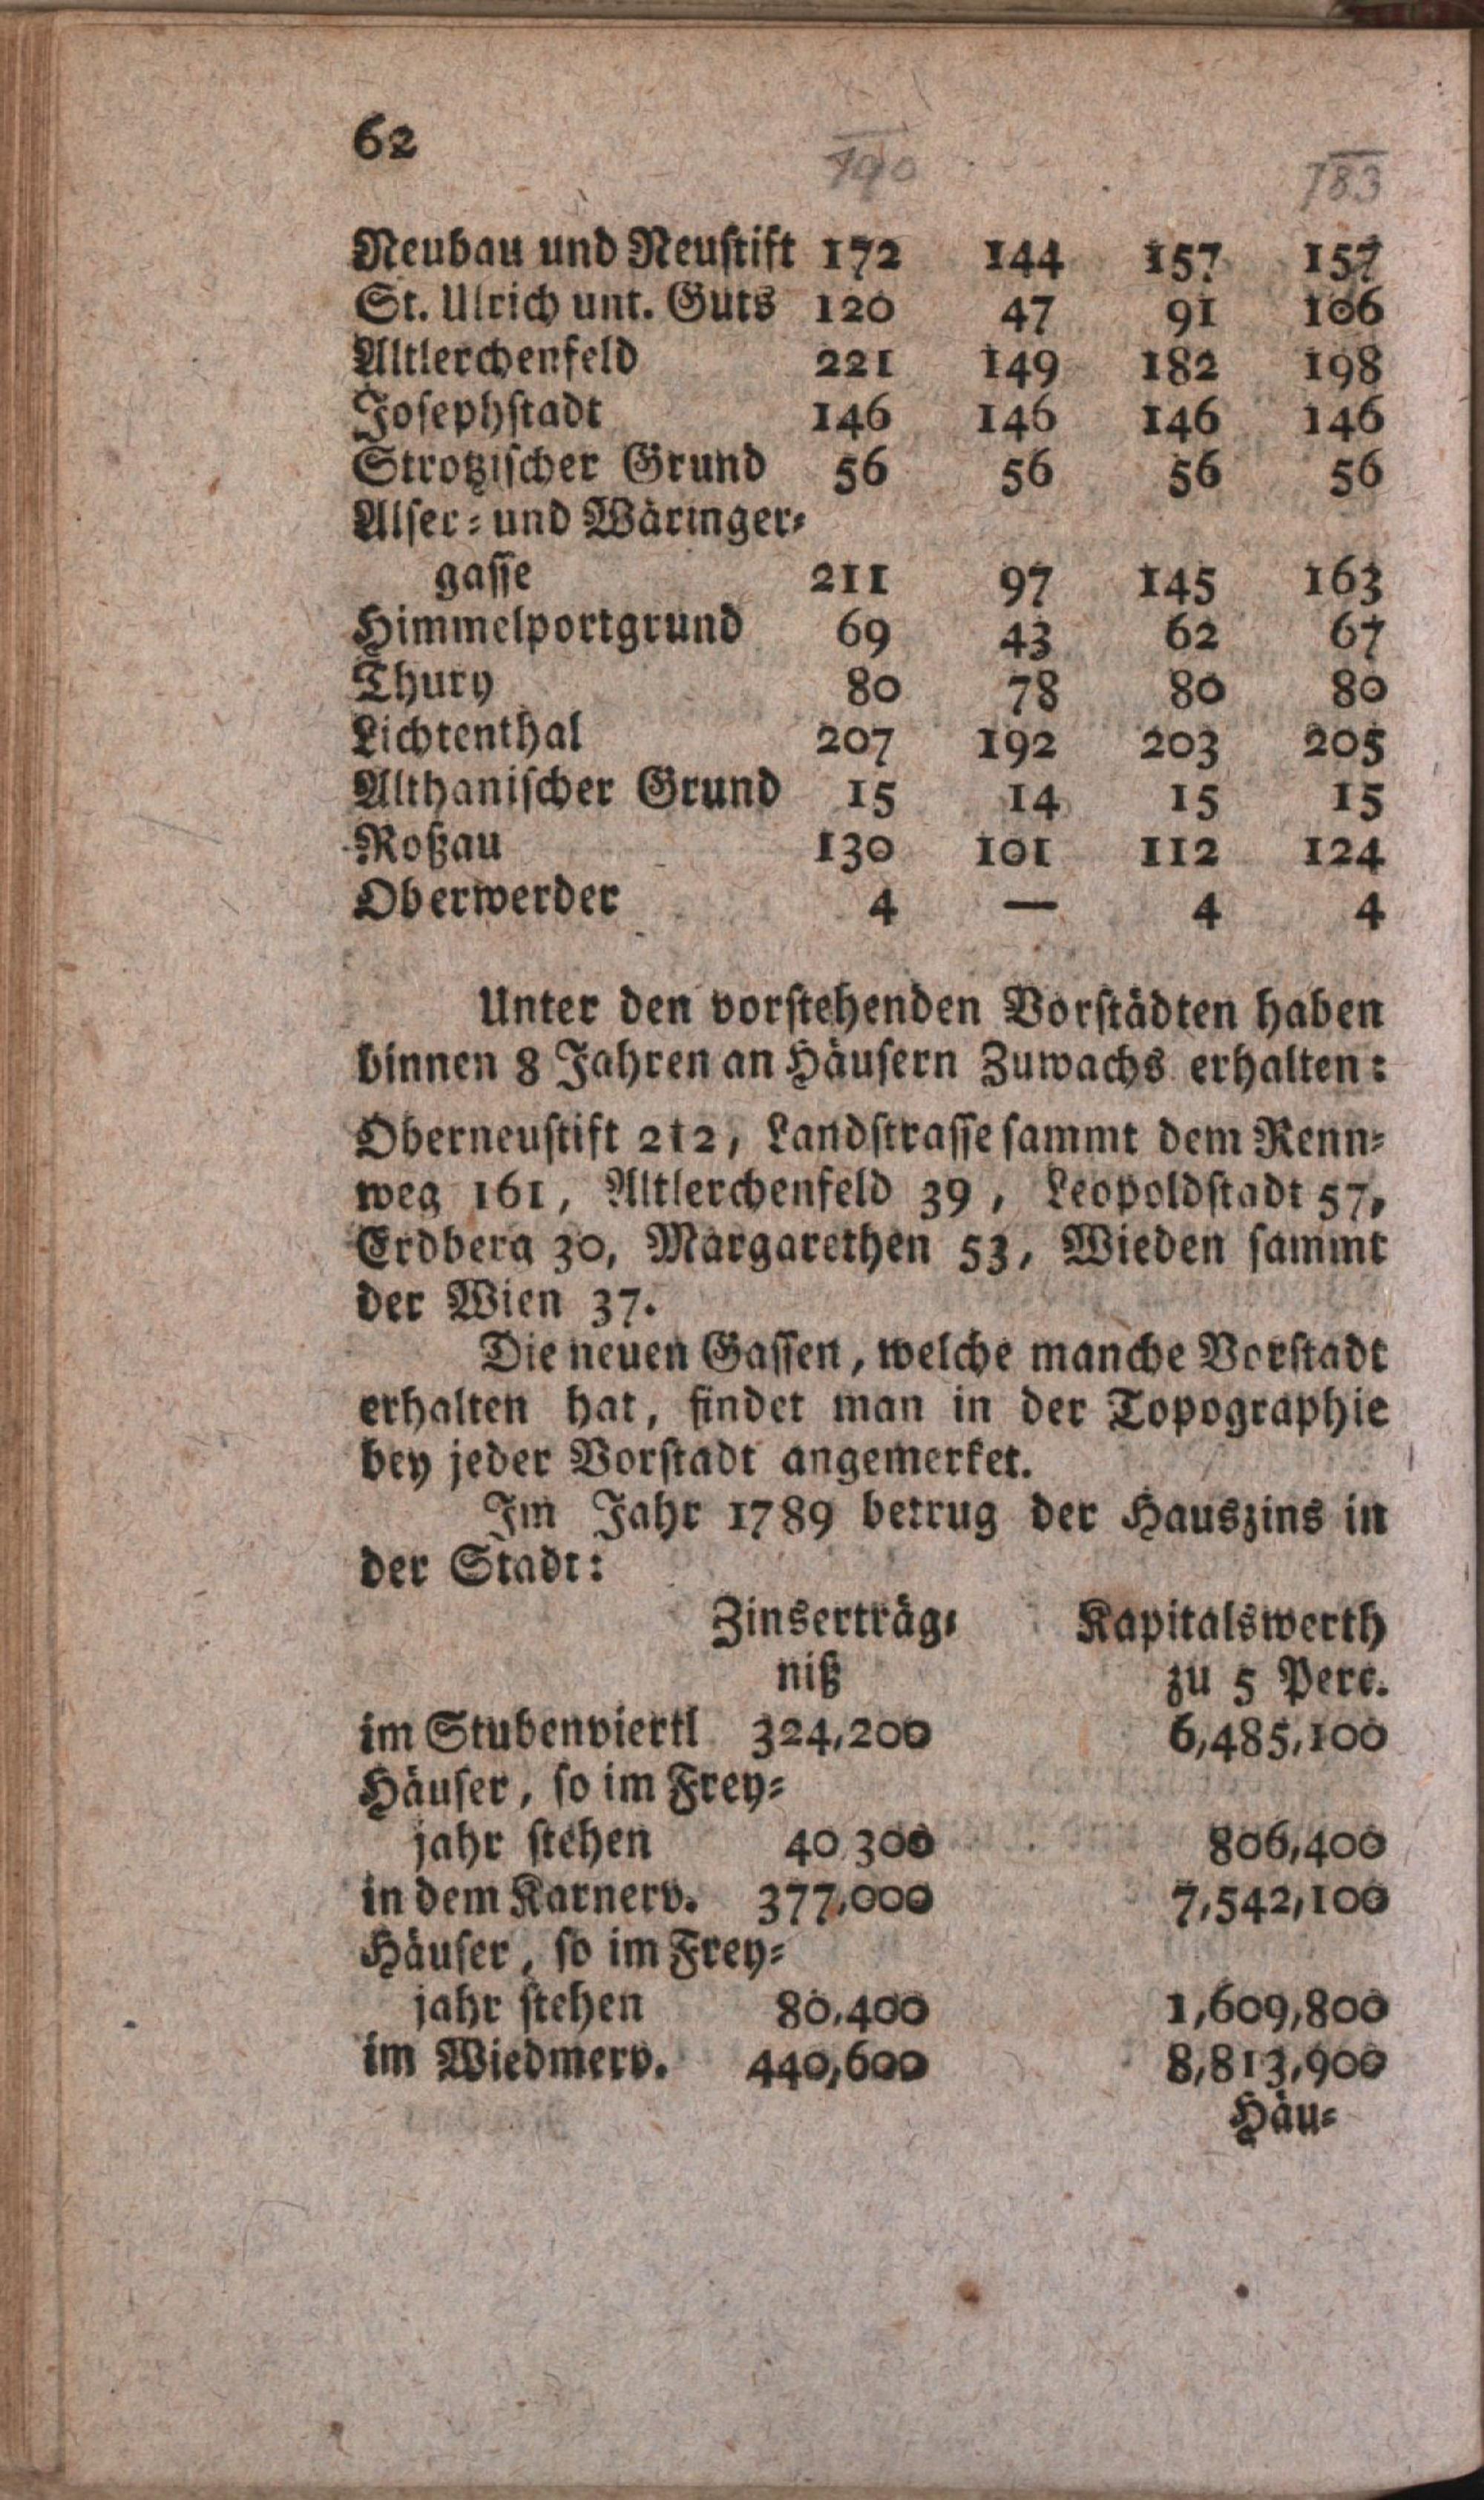 62
790 783
Neubau und Neustift 172 144 157 157
St. Ulrich unt. Guts 120 47 91 106
Altlerchenfeld 221 149 182 198
Josephstadt 146 146 146 146
Strotzischer Grund 56 56 56 56
Alser- und Wäringer-
gasse 211 97 145 163
Himmelportgrund 69 43 62 67
Thury 80 78 80 80
Lichtenthal 207 192 203 205
Althanischer Grund 15 14 15 15
Roßau 130 101 112 124
Oberwerder 4 — 4 4
Unter den vorstehenden Vorstädten haben
binnen 8 Jahren an Häusern Zuwachs erhalten:
Oberneustift 212, Landstrasse sammt dem Renn-
weg 161, Altlerchenfeld 39, Leopoldstadt 57,
Erdberg 30, Margarethen 53, Wieden sammt
der Wien 37.
Die neuen Gassen, welche manche Vorstadt
erhalten hat, findet man in der Topographie
bey jeder Vorstadt angemerket.
Im Jahr 1789 betrug der Hauszins in
der Stadt:
Zinserträg- Kapitalswerth
niß zu 5 Perc.
im Stubenviertl 324,200 6,485,100
Häuser, so im Frey-
jahr stehen 40 300 806,400
in dem Karnerv. 377,000 7,542,100
Häuser, so im Frey-
jahr stehen 80,400 1,609,800
im Wiedmerv. 440,600 8,813,900
Häu-